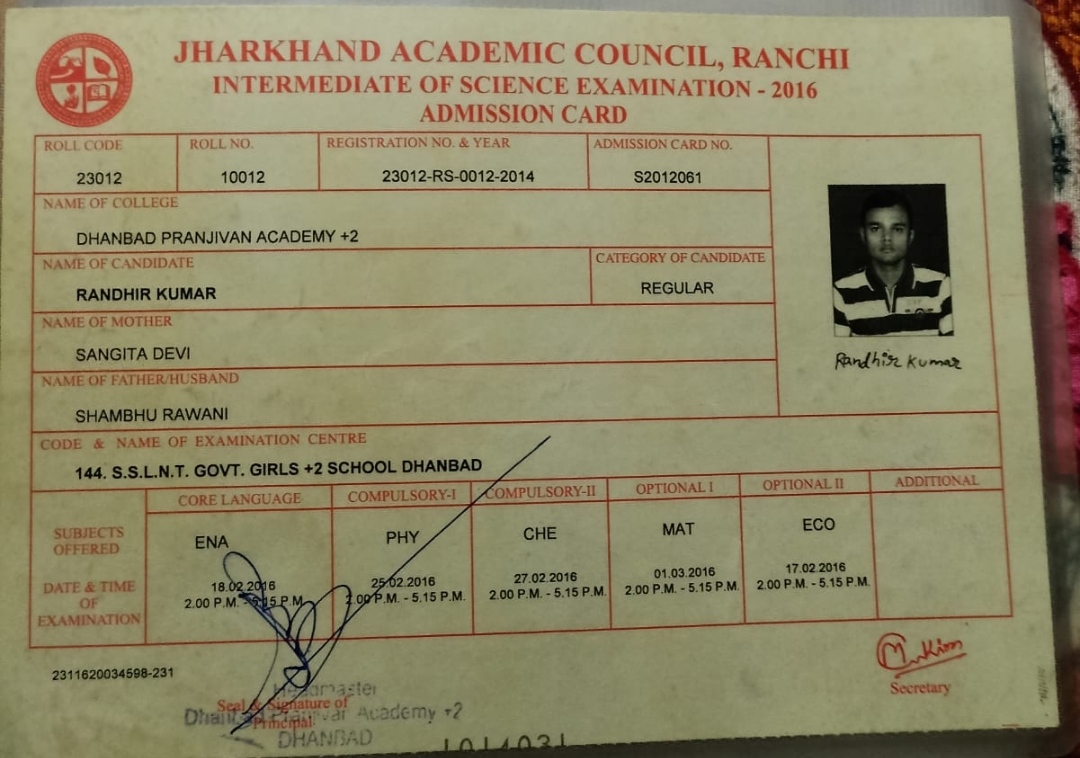 JHARKHAND ACADEMIC COUNCIL, RANCHI
INTERMEDIATE OF SCIENCE EXAMINATION - 2016
ADMISSION CARD
ROLL CODE ROLL NO. REGISTRATION NO. & YEAR ADMISSION CARD NO.
23012 10012 23012-RS-0012-2014 S2012061
NAME OF COLLEGE
DHANBAD PRANJIVAN ACADEMY +2
NAME OF CANDIDATE CATEGORY OF CANDIDATE
RANDHIR KUMAR REGULAR
NAME OF MOTHER
SANGITA DEVI
Randhir Kumar
NAME OF FATHER/HUSBAND
SHAMBHU RAWANI
CODE & NAME OF EXAMINATION CENTRE
144. S.S.L.N.T. GOVT. GIRLS +2 SCHOOL DHANBAD
CORE LANGUAGE COMPULSORY-I COMPULSORY-II OPTIONAL I OPTIONAL II ADDITIONAL
SUBJECTS OFFERED ENA PHY CHE MAT ECO
DATE & TIME OF EXAMINATION
18.02.2016 25.02.2016 27.02.2016 01.03.2016 17.02.2016
2.00 P.M. - 5.15 P.M. 2.00 P.M. - 5.15 P.M. 2.00 P.M. - 5.15 P.M. 2.00 P.M. - 5.15 P.M. 2.00 P.M. - 5.15 P.M.
2311620034598-231
Secretary
Headmaster
Seal & Signature of
Principal
Dhanbad Pranjivan Academy +2
DHANBAD